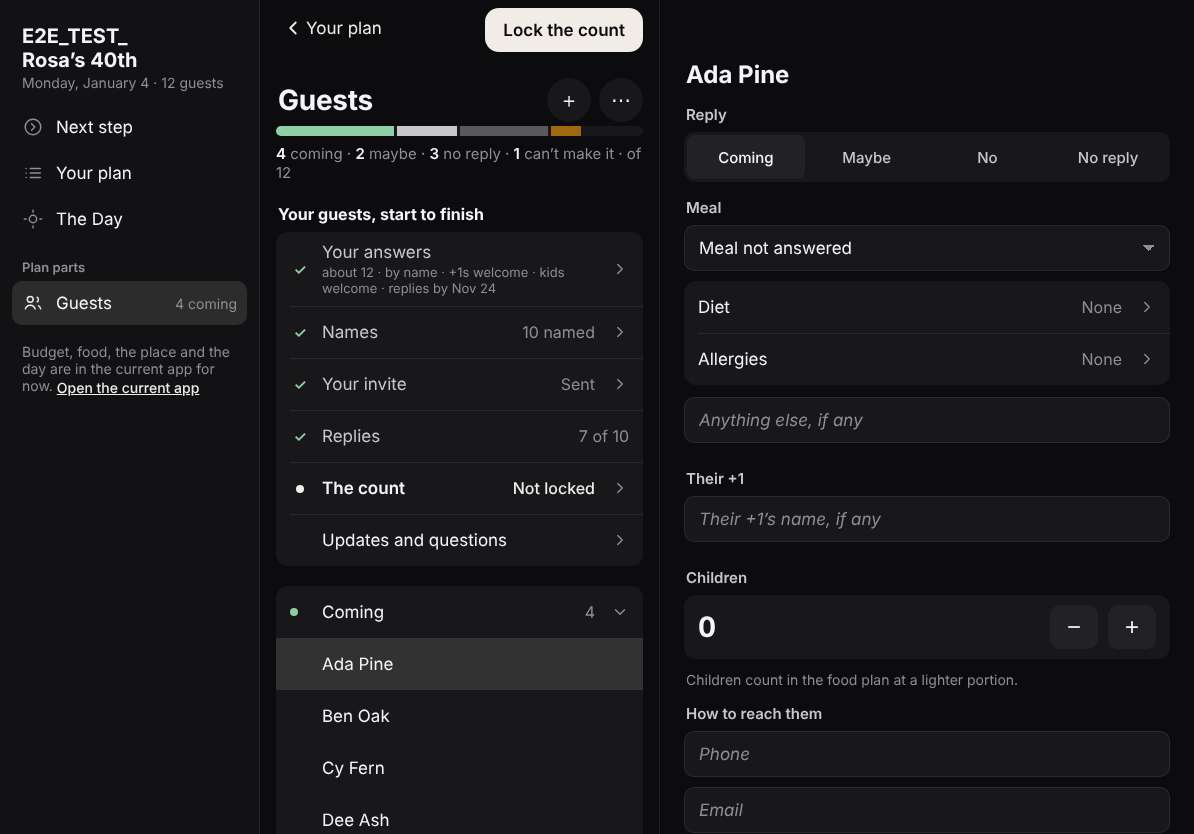 E2E_TEST_
Rosa’s 40th
Monday, January 4 · 12 guests
Next step
Your plan
The Day
Plan parts
Guests 4 coming
Budget, food, the place and the
day are in the current app for
now. Open the current app
Your plan
Lock the count
Guests
+ ⋯
4 coming · 2 maybe · 3 no reply · 1 can’t make it · of
12
Your guests, start to finish
Your answers
about 12 · by name · +1s welcome · kids
welcome · replies by Nov 24
Names 10 named
Your invite Sent
Replies 7 of 10
The count Not locked
Updates and questions
Coming 4
Ada Pine
Ben Oak
Cy Fern
Dee Ash
Ada Pine
Reply
Coming Maybe No No reply
Meal
Meal not answered
Diet None
Allergies None
Anything else, if any
Their +1
Their +1’s name, if any
Children
0 − +
Children count in the food plan at a lighter portion.
How to reach them
Phone
Email